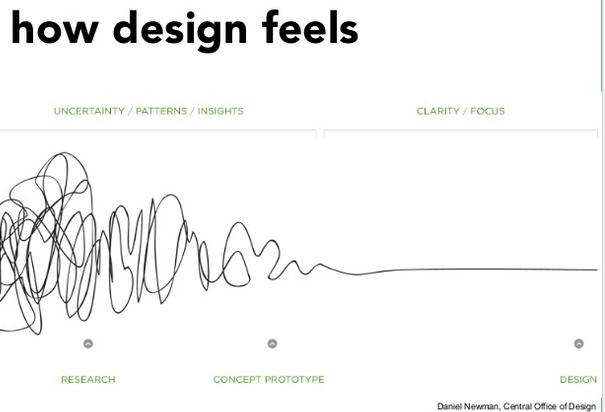 how design feels
UNCERTAINTY / PATTERNS / INSIGHTS
CLARITY / FOCUS
RESEARCH
CONCEPT PROTOTYPE
DESIGN
Daniel Newman, Central Office of Design